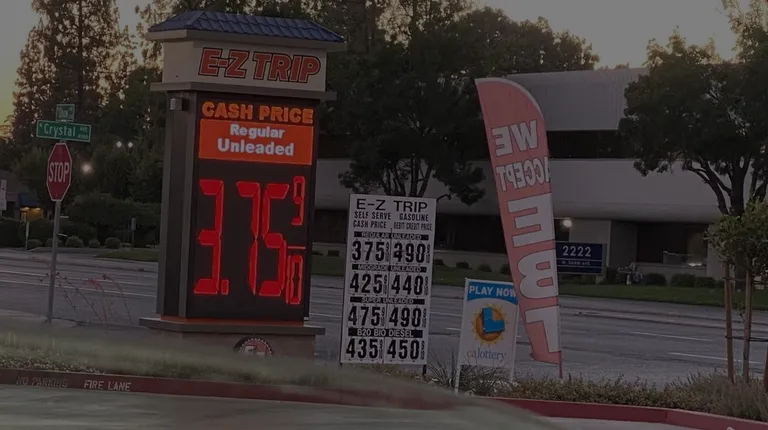 E-Z TRIP
CASH PRICE
Regular
Unleaded
3.75 9/10
Crystal
STOP
E-Z TRIP
SELF SERVE GASOLINE
CASH PRICE DEBIT CREDIT PRICE
REGULAR UNLEADED
375 390
MIDGRADE UNLEADED
425 440
SUPER UNLEADED
475 490
B20 BIO DIESEL
435 450
WE
ACCEPT
EBT
2222
PLAY NOW
calottery
NO PARKING FIRE LANE